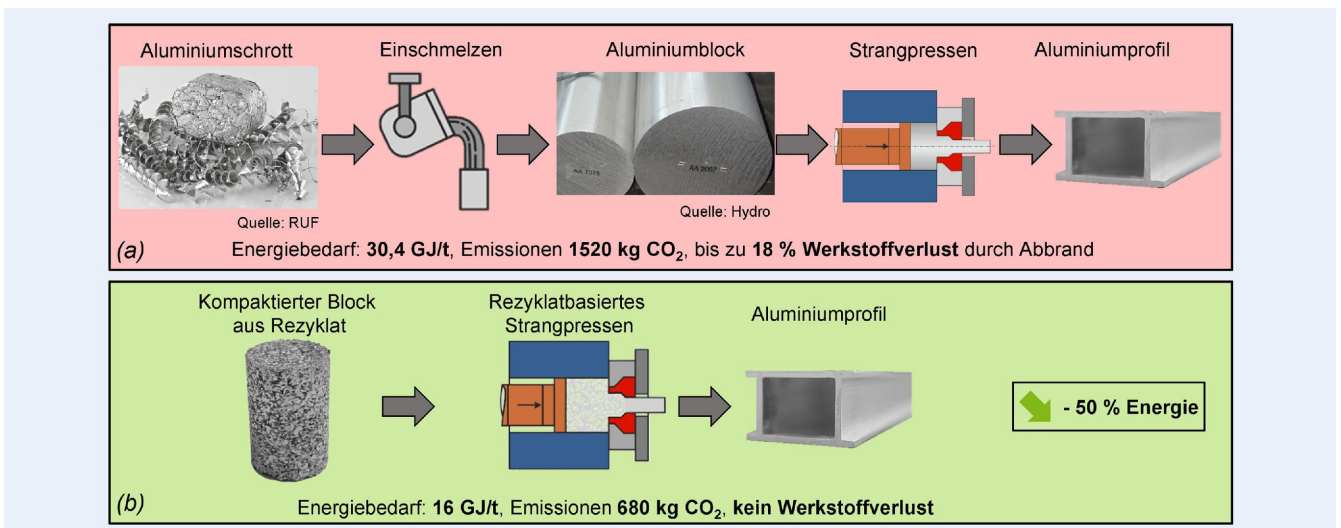 Aluminiumschrott
Einschmelzen
Aluminiumblock
Strangpressen
Aluminiumprofil
AA 2007
Quelle: RUF
Quelle: Hydro
(a)
Energiebedarf: 30,4 GJ/t, Emissionen 1520 kg CO₂, bis zu 18 % Werkstoffverlust durch Abbrand
Kompaktierter Block
aus Rezyklat
Rezyklatbasiertes
Strangpressen
Aluminiumprofil
- 50 % Energie
(b)
Energiebedarf: 16 GJ/t, Emissionen 680 kg CO₂, kein Werkstoffverlust